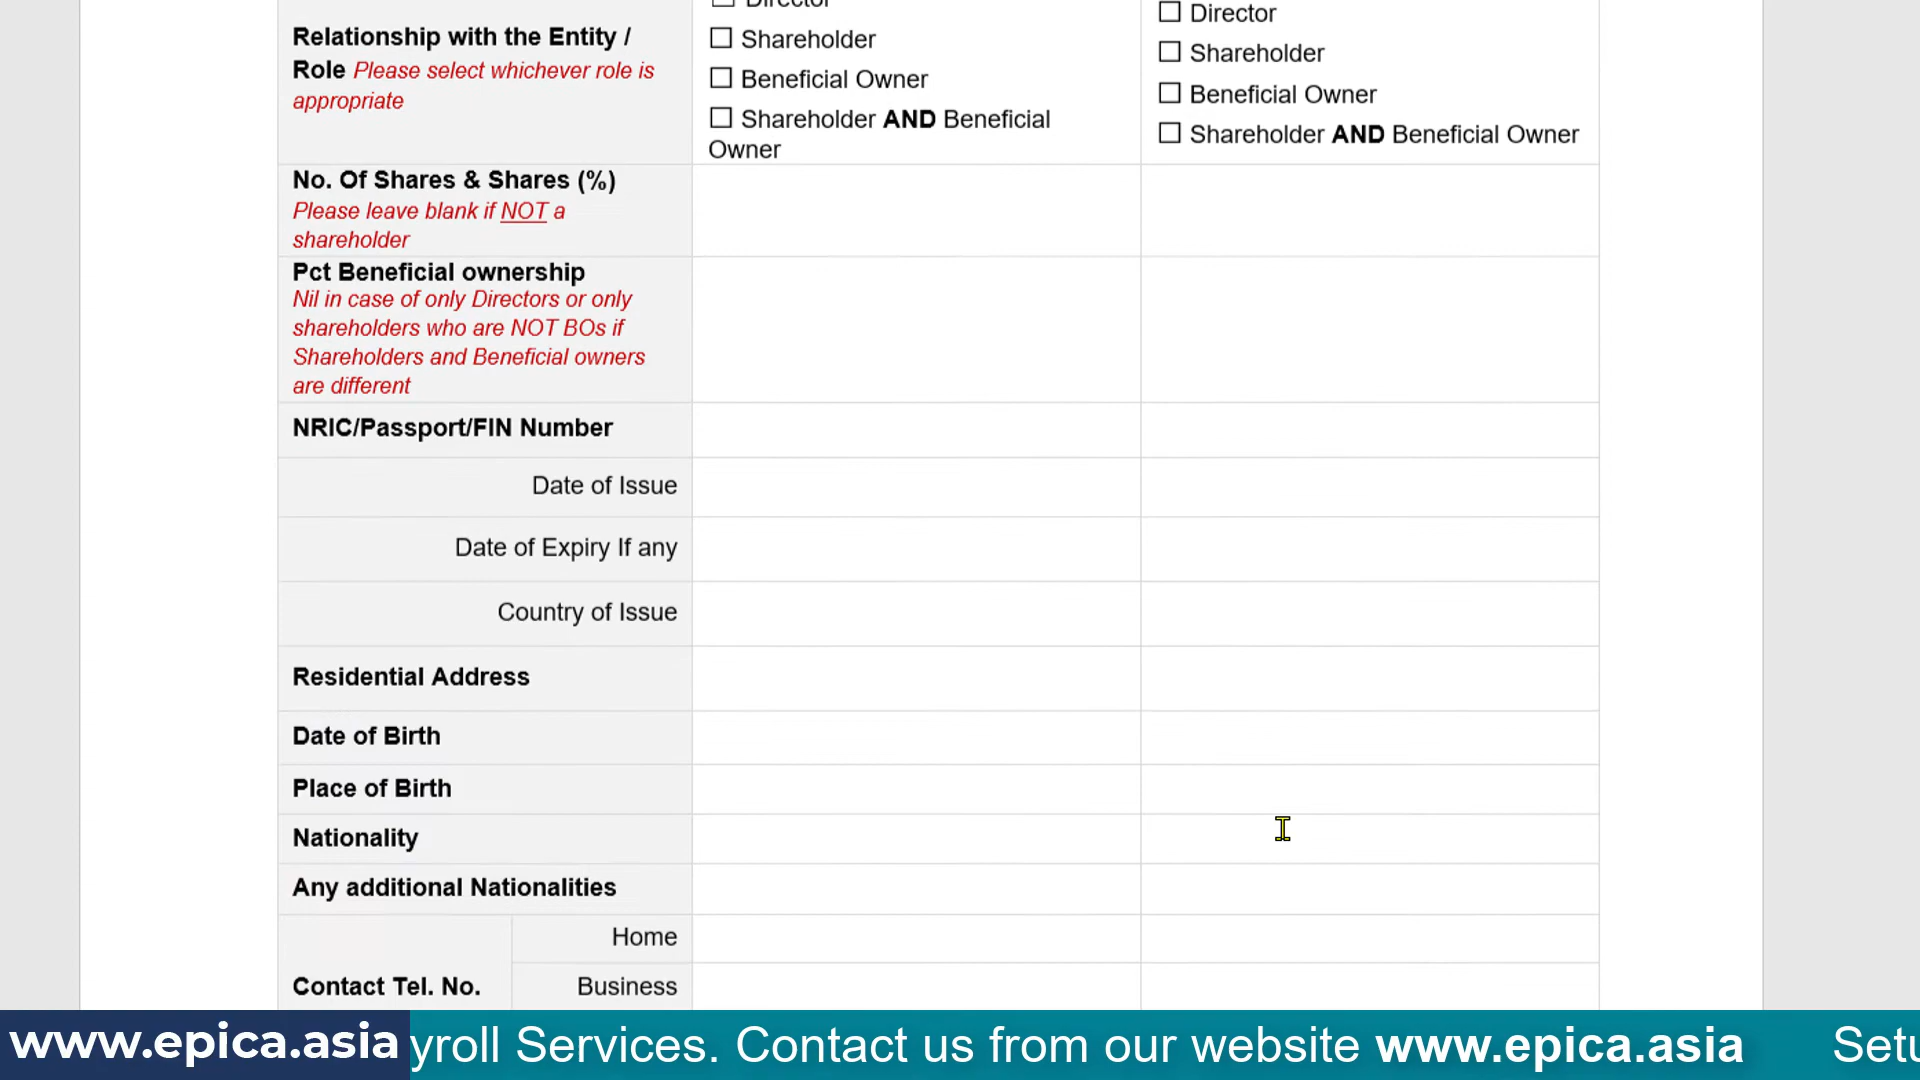 Relationship with the Entity /
Role Please select whichever role is
appropriate
☐ Director
☐ Shareholder
☐ Beneficial Owner
☐ Shareholder AND Beneficial
Owner
☐ Director
☐ Shareholder
☐ Beneficial Owner
☐ Shareholder AND Beneficial Owner
No. Of Shares & Shares (%)
Please leave blank if NOT a
shareholder
Pct Beneficial ownership
Nil in case of only Directors or only
shareholders who are NOT BOs if
Shareholders and Beneficial owners
are different
NRIC/Passport/FIN Number
Date of Issue
Date of Expiry If any
Country of Issue
Residential Address
Date of Birth
Place of Birth
Nationality
Any additional Nationalities
Contact Tel. No.
Home
Business
www.epica.asia
yroll Services. Contact us from our website www.epica.asia Setu